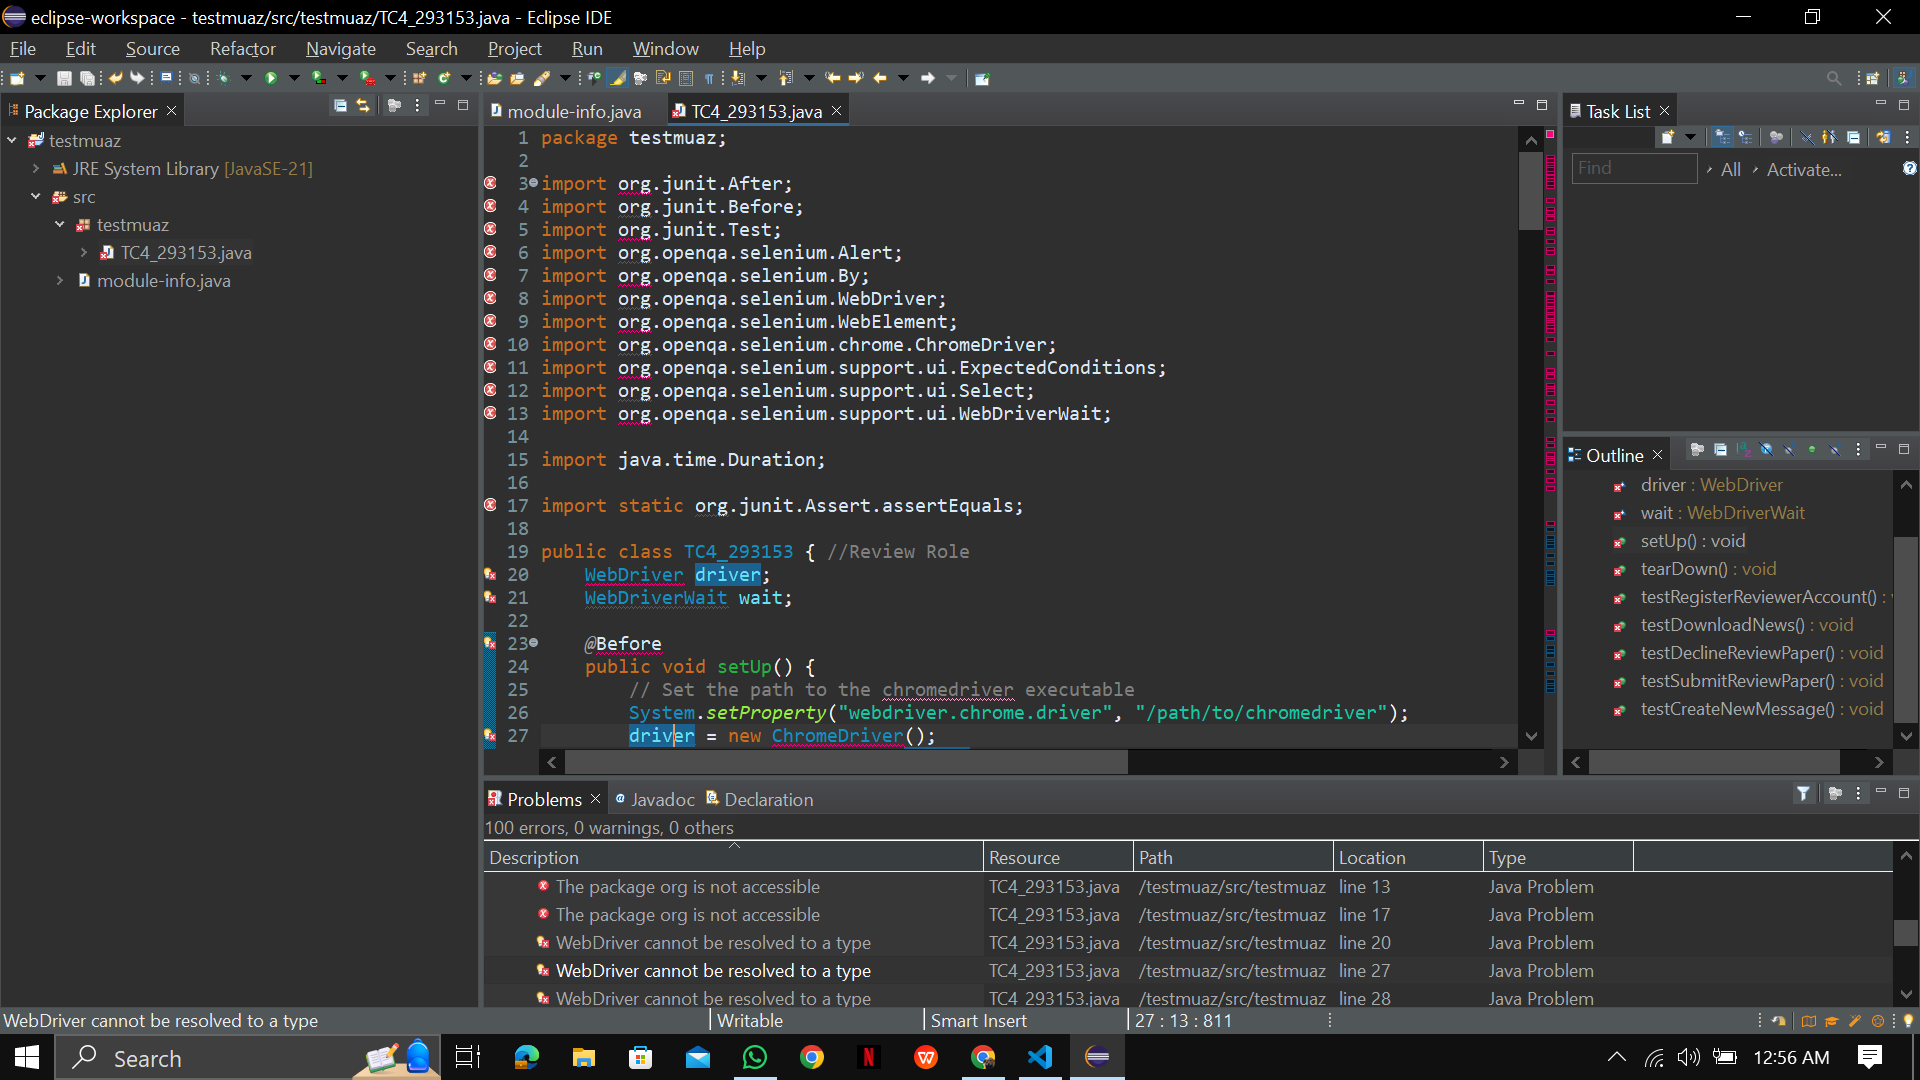 eclipse-workspace - testmuaz/src/testmuaz/TC4_293153.java - Eclipse IDE
File Edit Source Refactor Navigate Search Project Run Window Help
Package Explorer
testmuaz
JRE System Library [JavaSE-21]
src
testmuaz
TC4_293153.java
module-info.java
module-info.java TC4_293153.java
1 package testmuaz;
2
3 import org.junit.After;
4 import org.junit.Before;
5 import org.junit.Test;
6 import org.openqa.selenium.Alert;
7 import org.openqa.selenium.By;
8 import org.openqa.selenium.WebDriver;
9 import org.openqa.selenium.WebElement;
10 import org.openqa.selenium.chrome.ChromeDriver;
11 import org.openqa.selenium.support.ui.ExpectedConditions;
12 import org.openqa.selenium.support.ui.Select;
13 import org.openqa.selenium.support.ui.WebDriverWait;
14
15 import java.time.Duration;
16
17 import static org.junit.Assert.assertEquals;
18
19 public class TC4_293153 { //Review Role
20 WebDriver driver;
21 WebDriverWait wait;
22
23 @Before
24 public void setUp() {
25 // Set the path to the chromedriver executable
26 System.setProperty("webdriver.chrome.driver", "/path/to/chromedriver");
27 driver = new ChromeDriver();
Task List
Find All Activate...
Outline
driver : WebDriver
wait : WebDriverWait
setUp() : void
tearDown() : void
testRegisterReviewerAccount() :
testDownloadNews() : void
testDeclineReviewPaper() : void
testSubmitReviewPaper() : void
testCreateNewMessage() : void
Problems Javadoc Declaration
100 errors, 0 warnings, 0 others
Description Resource Path Location Type
The package org is not accessible TC4_293153.java /testmuaz/src/testmuaz line 13 Java Problem
The package org is not accessible TC4_293153.java /testmuaz/src/testmuaz line 17 Java Problem
WebDriver cannot be resolved to a type TC4_293153.java /testmuaz/src/testmuaz line 20 Java Problem
WebDriver cannot be resolved to a type TC4_293153.java /testmuaz/src/testmuaz line 27 Java Problem
WebDriver cannot be resolved to a type TC4_293153.java /testmuaz/src/testmuaz line 28 Java Problem
WebDriver cannot be resolved to a type Writable Smart Insert 27 : 13 : 811
Search 12:56 AM